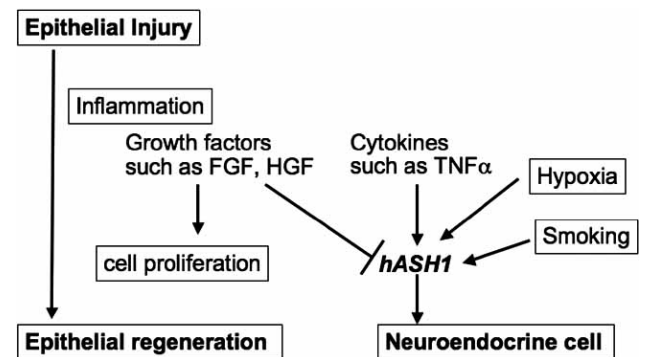 Epithelial Injury
Inflammation
Growth factors
such as FGF, HGF
Cytokines
such as TNFα
Hypoxia
Smoking
cell proliferation
hASH1
Epithelial regeneration
Neuroendocrine cell